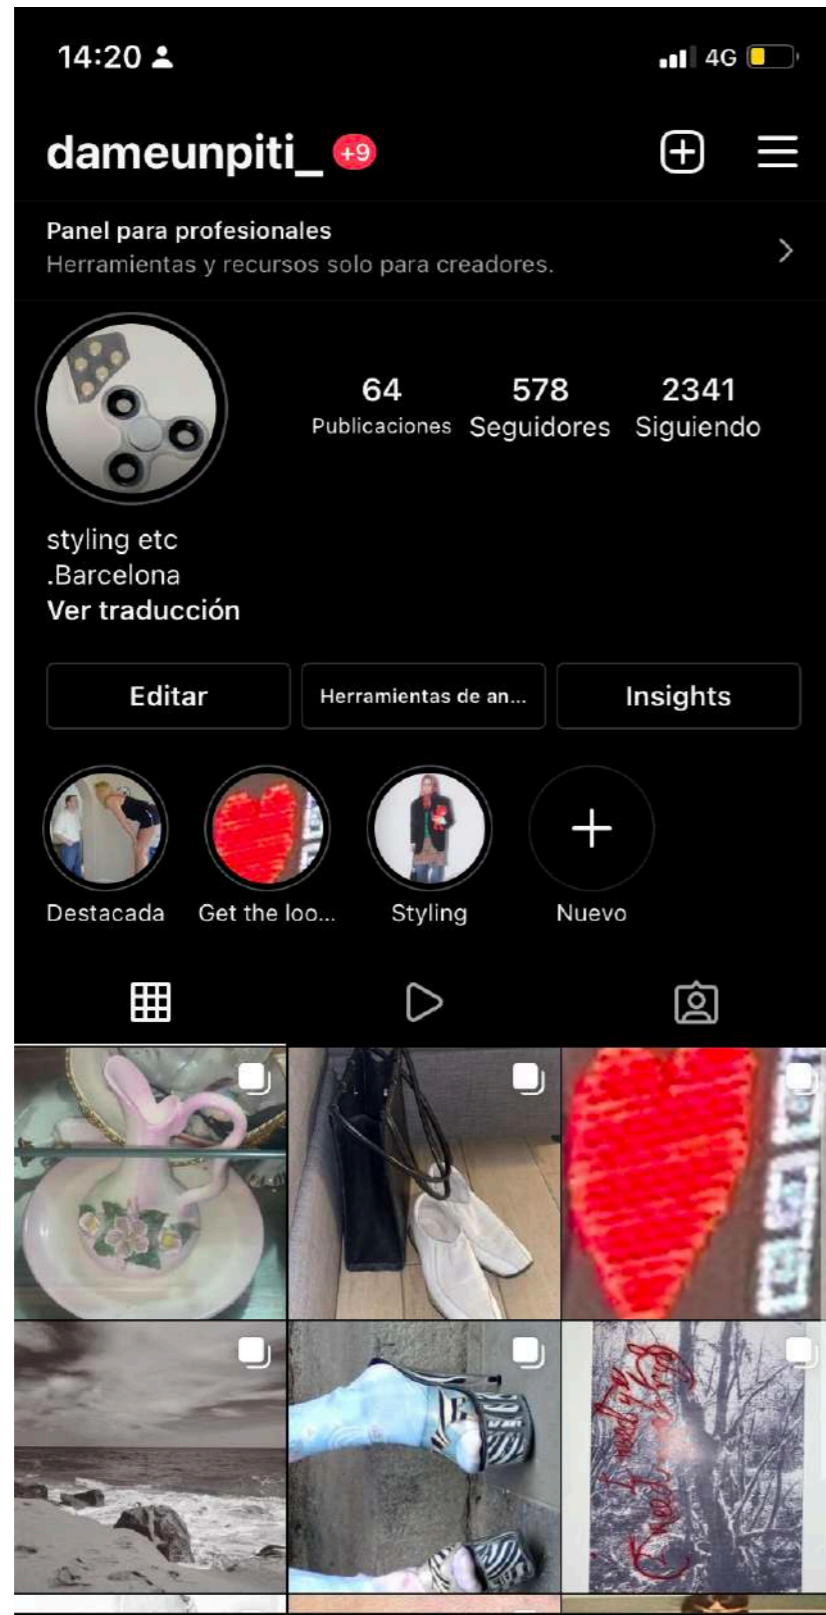 14:20
4G
dameunpiti_ +9
Panel para profesionales
Herramientas y recursos solo para creadores.
64 578 2341
Publicaciones Seguidores Siguiendo
styling etc
.Barcelona
Ver traducción
Editar Herramientas de an... Insights
Destacada Get the loo... Styling Nuevo